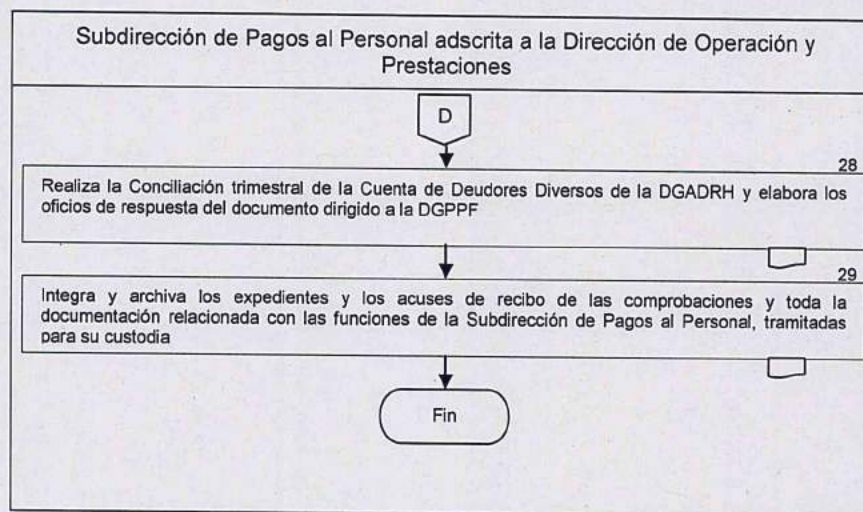 Subdirección de Pagos al Personal adscrita a la Dirección de Operación y
Prestaciones
D
28
Realiza la Conciliación trimestral de la Cuenta de Deudores Diversos de la DGADRH y elabora los
oficios de respuesta del documento dirigido a la DGPPF
29
Integra y archiva los expedientes y los acuses de recibo de las comprobaciones y toda la
documentación relacionada con las funciones de la Subdirección de Pagos al Personal, tramitadas
para su custodia
Fin